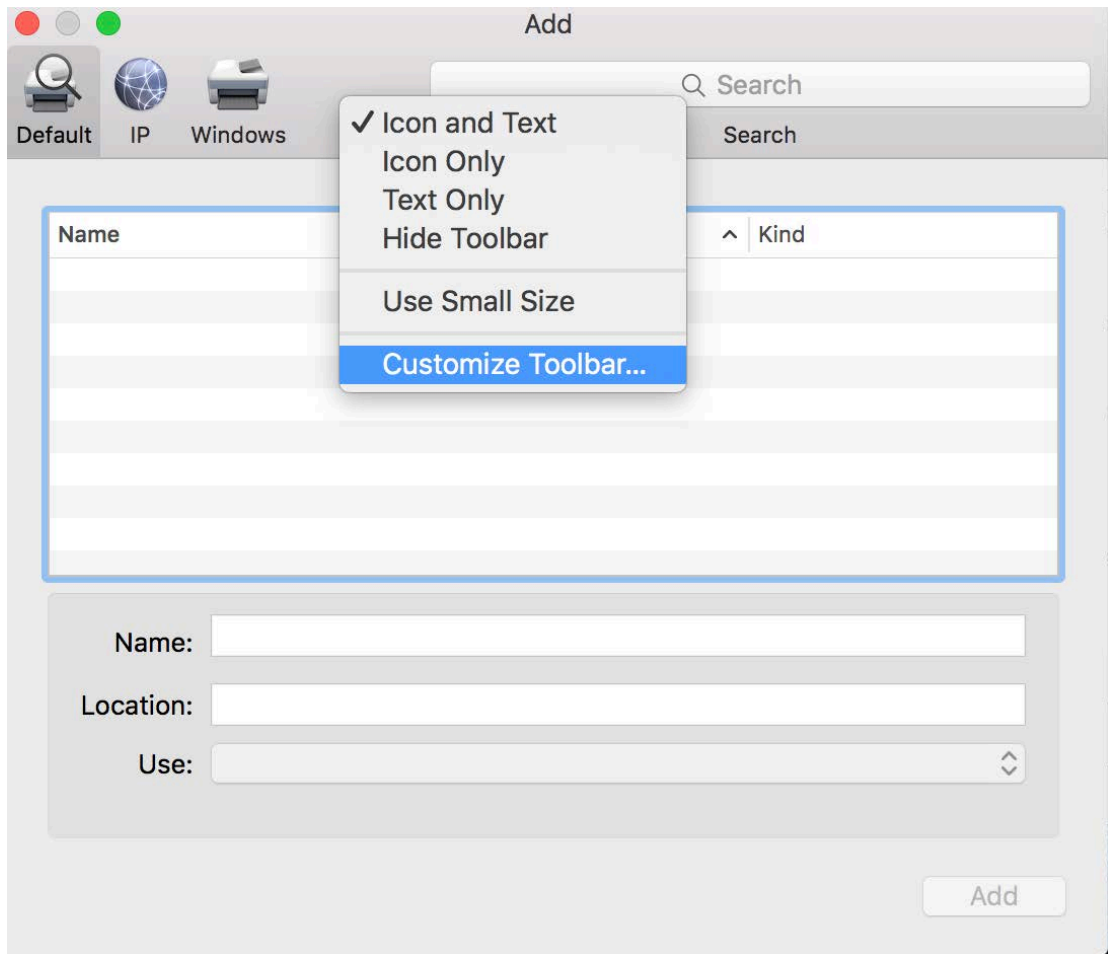 Add
Default IP Windows
Search
Search
✓ Icon and Text
Icon Only
Text Only
Hide Toolbar
Use Small Size
Customize Toolbar...
Name Kind
Name:
Location:
Use:
Add